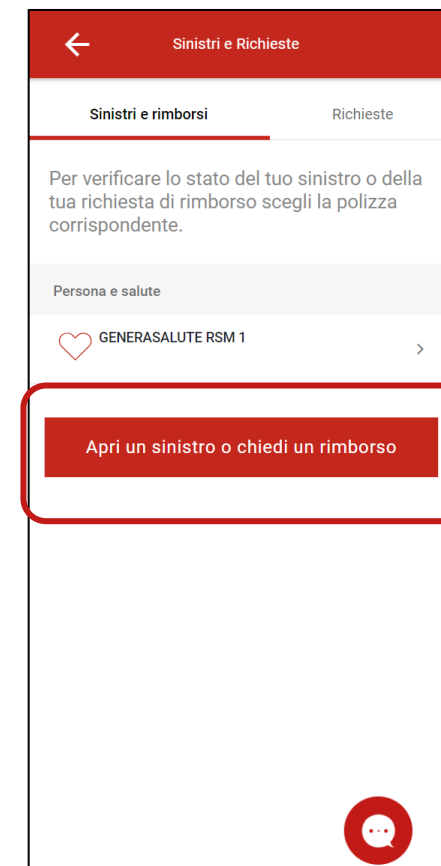 Sinistri e Richieste
Sinistri e rimborsi
Richieste
Per verificare lo stato del tuo sinistro o della
tua richiesta di rimborso scegli la polizza
corrispondente.
Persona e salute
GENERASALUTE RSM 1
Apri un sinistro o chiedi un rimborso